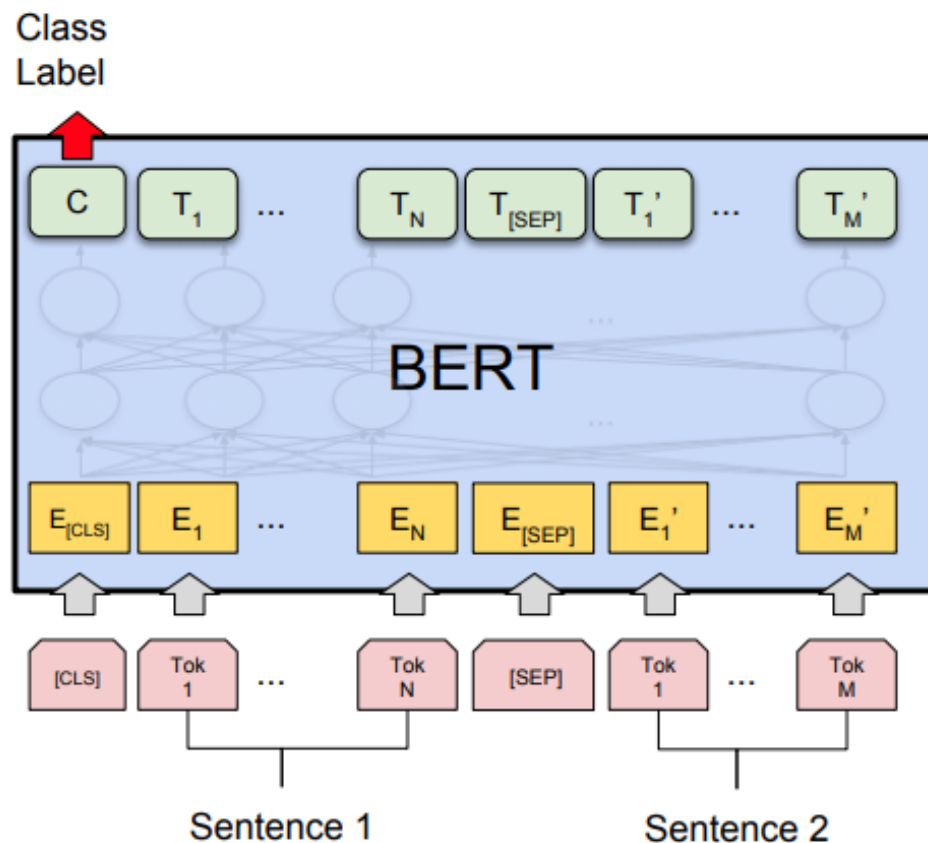 Class
Label
C T1 ... TN T[SEP] T1’ ... TM’
...
BERT
...
E[CLS] E1 ... EN E[SEP] E1’ ... EM’
[CLS] Tok 1 ... Tok N [SEP] Tok 1 ... Tok M
Sentence 1 Sentence 2